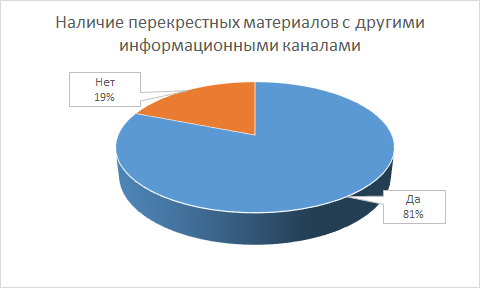 Наличие перекрестных материалов с другими
информационными каналами
Нет
19%
Да
81%